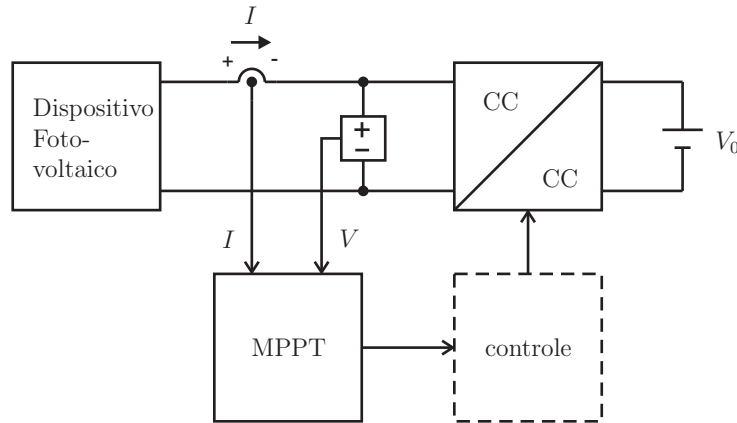 I
+ -
Dispositivo
Foto-
voltaico
CC
CC
+
−
V₀
I
V
MPPT
controle